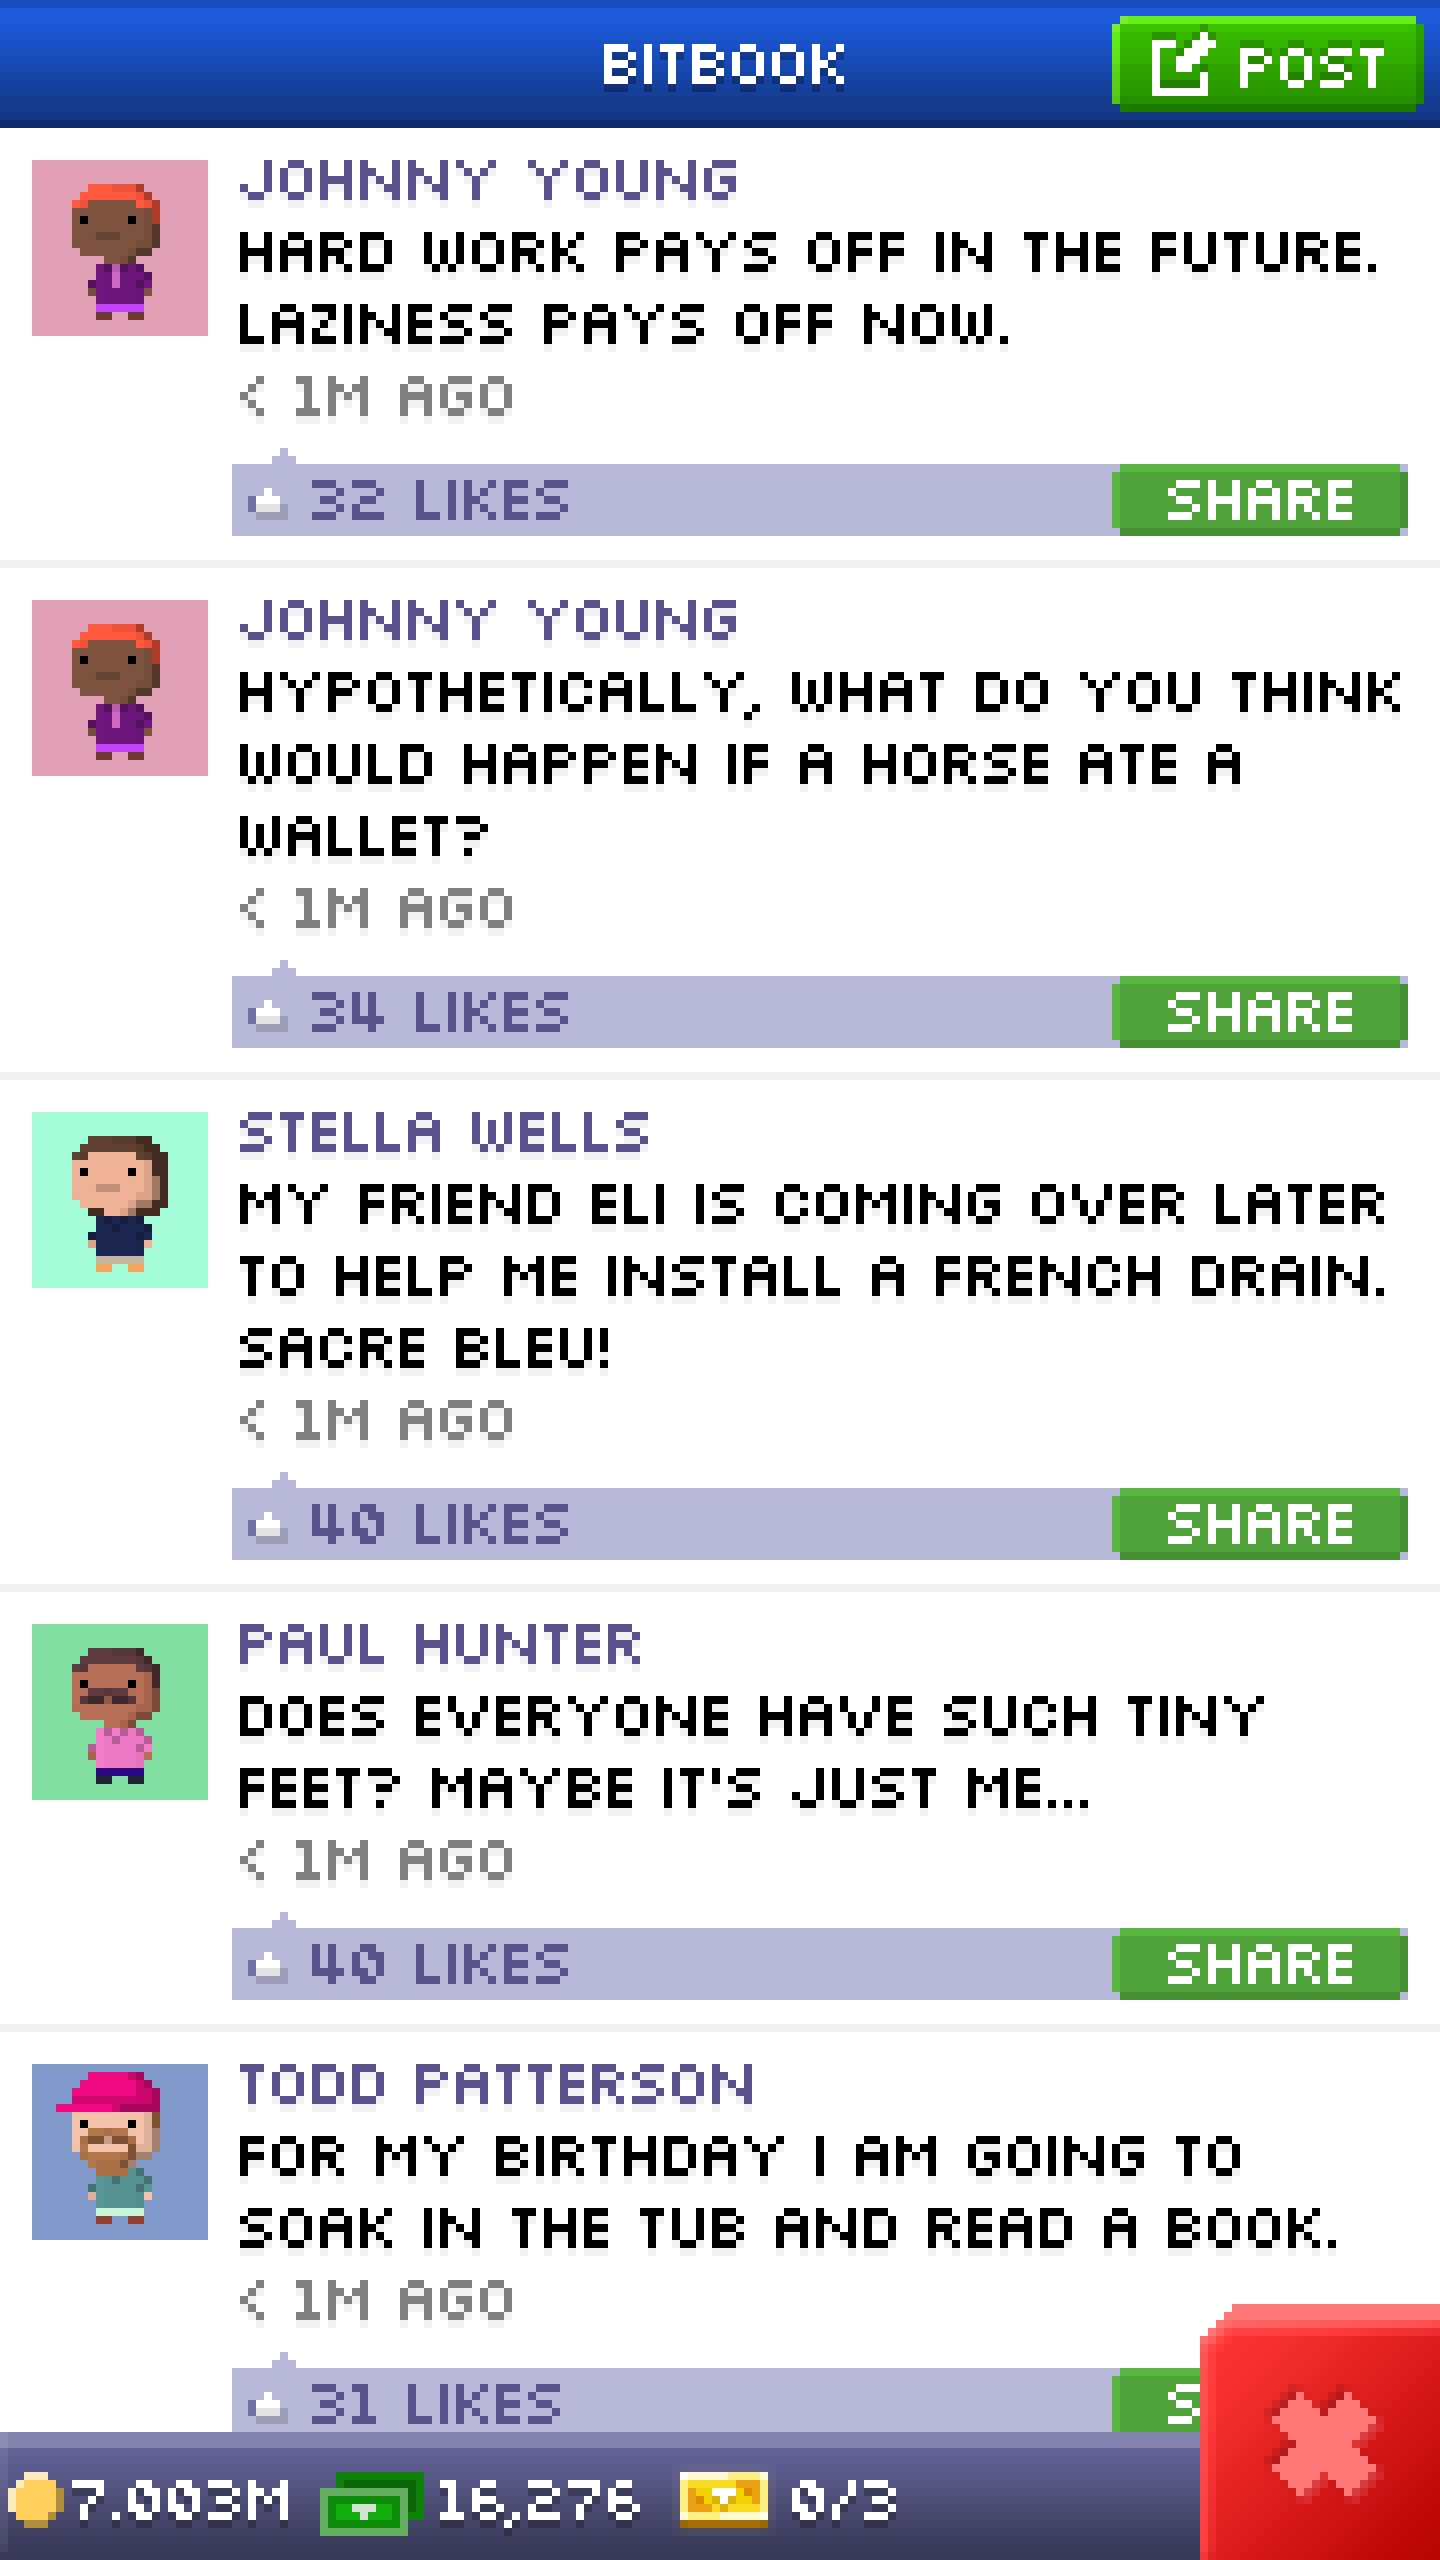 BITBOOK
POST
JOHNNY YOUNG
HARD WORK PAYS OFF IN THE FUTURE.
LAZINESS PAYS OFF NOW.
< 1M AGO
32 LIKES
SHARE
JOHNNY YOUNG
HYPOTHETICALLY, WHAT DO YOU THINK
WOULD HAPPEN IF A HORSE ATE A
WALLET?
< 1M AGO
34 LIKES
SHARE
STELLA WELLS
MY FRIEND ELI IS COMING OVER LATER
TO HELP ME INSTALL A FRENCH DRAIN.
SACRE BLEU!
< 1M AGO
40 LIKES
SHARE
PAUL HUNTER
DOES EVERYONE HAVE SUCH TINY
FEET? MAYBE IT'S JUST ME...
< 1M AGO
40 LIKES
SHARE
TODD PATTERSON
FOR MY BIRTHDAY I AM GOING TO
SOAK IN THE TUB AND READ A BOOK.
< 1M AGO
31 LIKES
7.003M 16,276 0/3